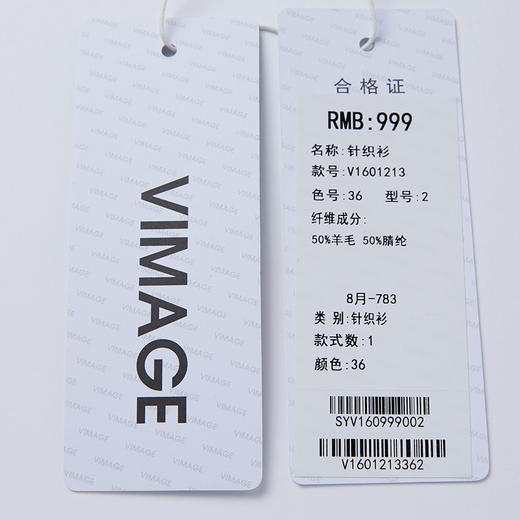 VIMAGE
合格证
RMB:999
名称:针织衫
款号:V1601213
色号:36 型号:2
纤维成分:
50%羊毛 50%腈纶
8月-783
类别:针织衫
款式数:1
颜色:36
SYV160999002
V1601213362